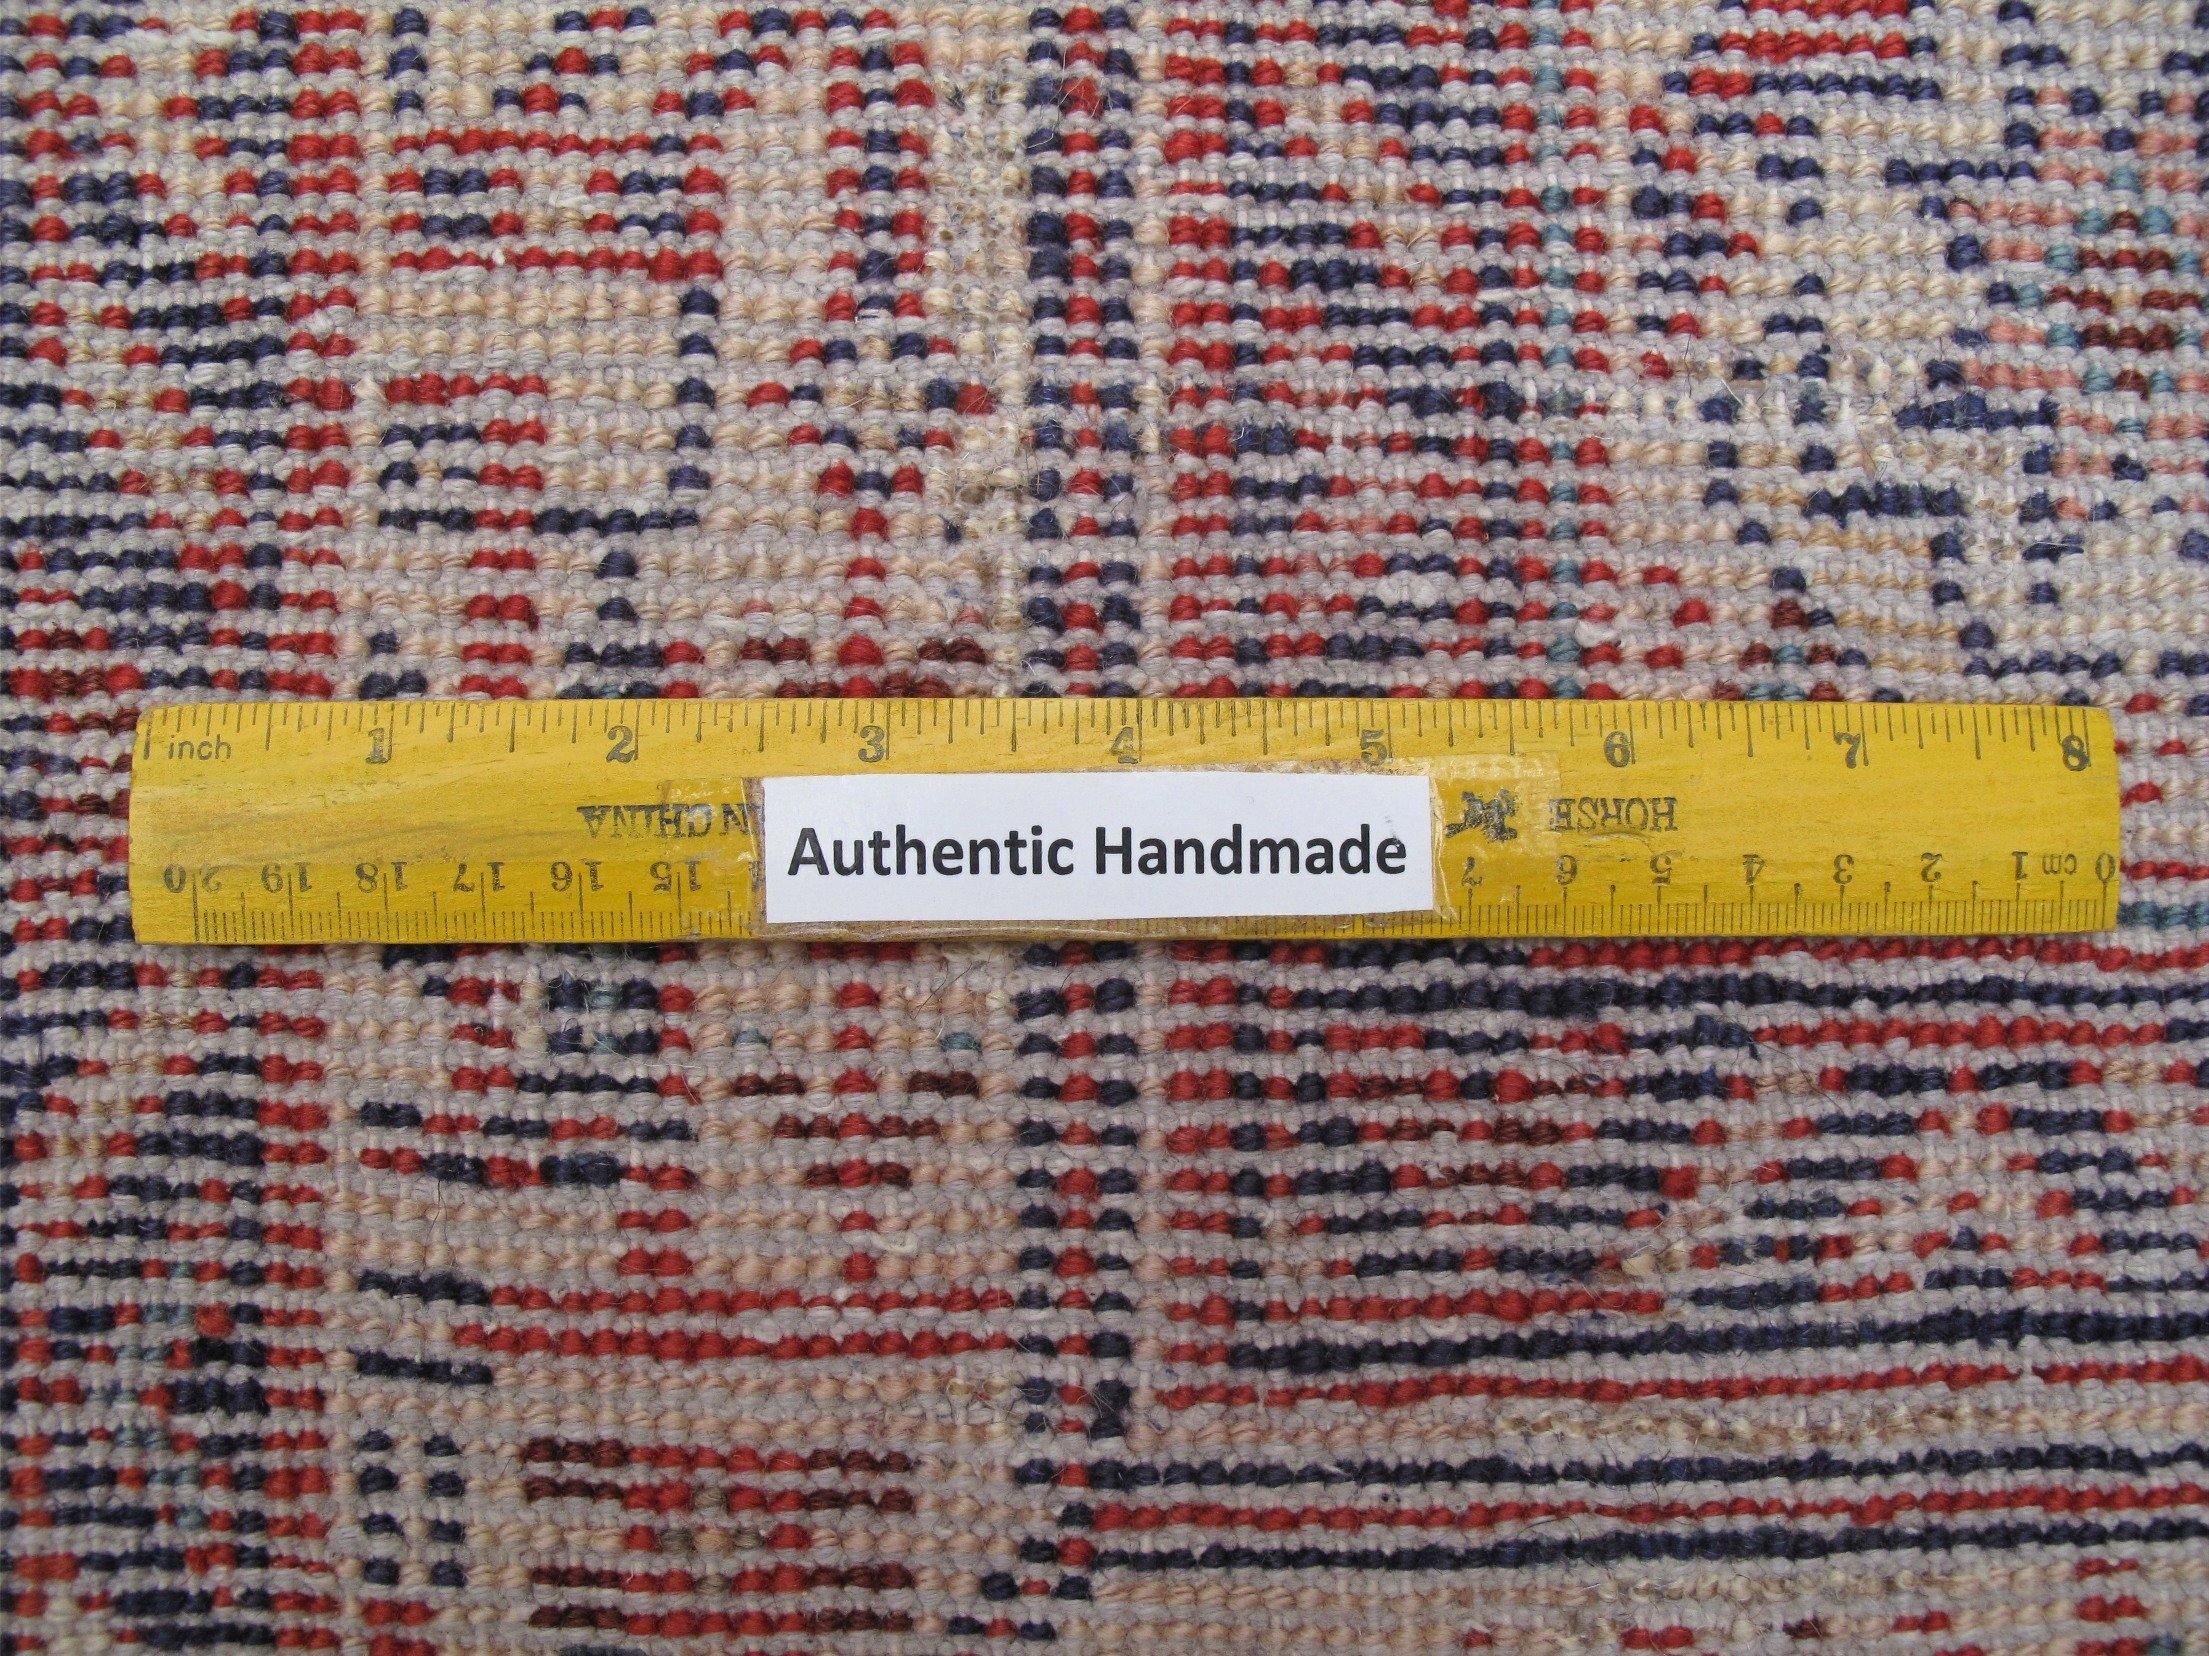 inch 1 2 3 4 5 6 7 8
Authentic Handmade
HORSE
N CHINA
0 cm 1 2 3 4 5 6 7
15 16 17 18 19 20